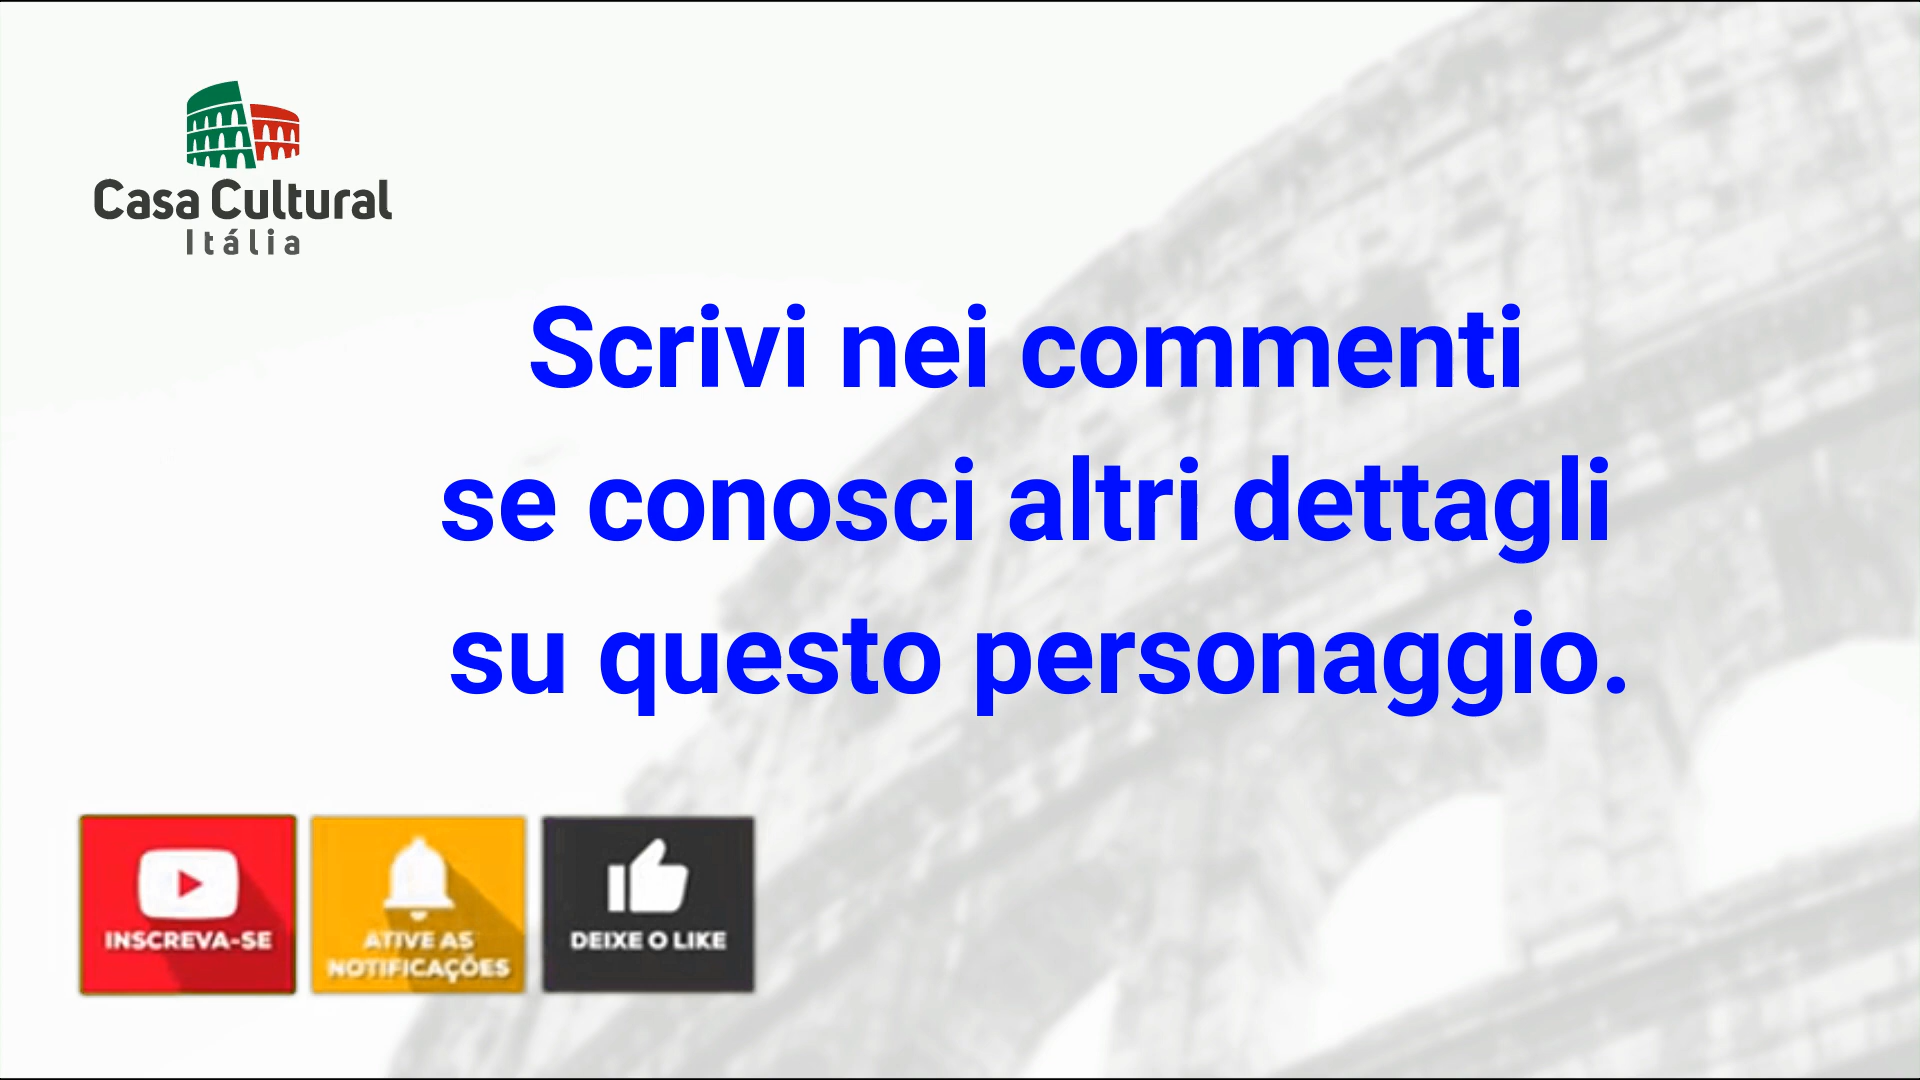 Casa Cultural
Itália
Scrivi nei commenti
se conosci altri dettagli
su questo personaggio.
INSCREVA-SE
ATIVE AS
NOTIFICAÇÕES
DEIXE O LIKE